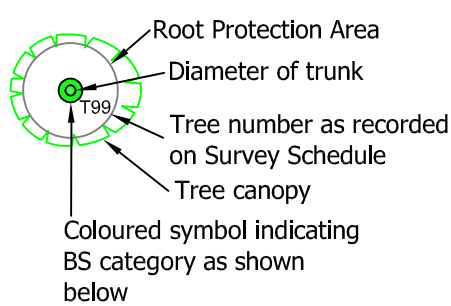 Root Protection Area
Diameter of trunk
T99
Tree number as recorded
on Survey Schedule
Tree canopy
Coloured symbol indicating
BS category as shown
below